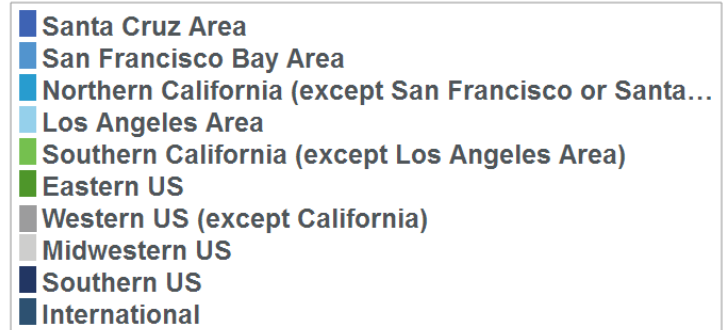 Santa Cruz Area
San Francisco Bay Area
Northern California (except San Francisco or Santa…
Los Angeles Area
Southern California (except Los Angeles Area)
Eastern US
Western US (except California)
Midwestern US
Southern US
International